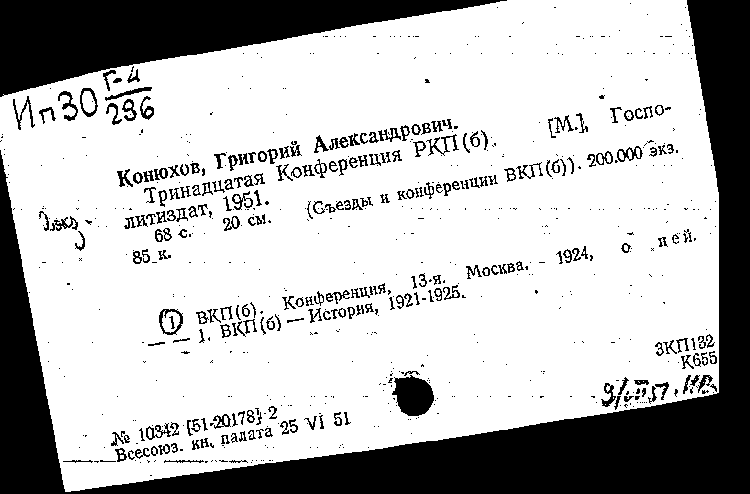 Ип30 Г-4
296
Конюхов, Григорий Александрович.
Тринадцатая Конференция РКП(б). [М.], Госпо-
литиздат, 1951.
68 с. 20 см. (Съезды и конференции ВКП(б)). 200.000 экз.
85 к.
1 ВКП(б). Конференция, 13-я. Москва. 1924, о ней.
— — 1. ВКП(б) — История, 1921-1925.
3КП132
К655
№ 10342 [51-20178] 2
Всесоюз. кн. палата 25 VI 51